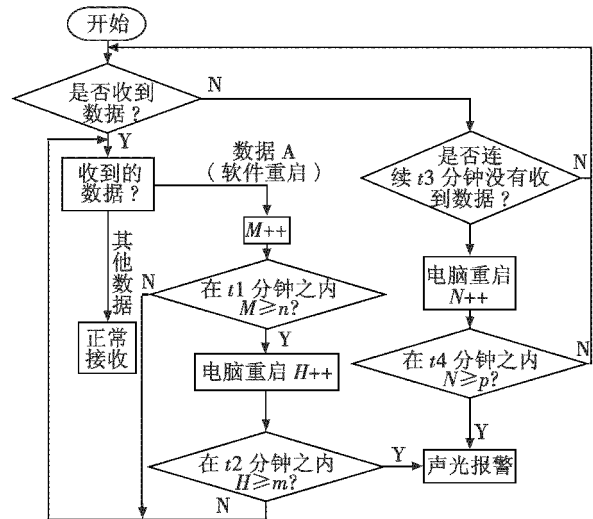 开始
是否收到
数据？
N
Y
收到的
数据？
数据 A
（软件重启）
M++
其他数据
正常
接收
在 t1 分钟之内
M≥n?
N
Y
电脑重启 H++
在 t2 分钟之内
H≥m?
N
Y
是否连
续 t3 分钟没有收
到数据？
N
电脑重启
N++
在 t4 分钟之内
N≥p?
N
Y
声光报警